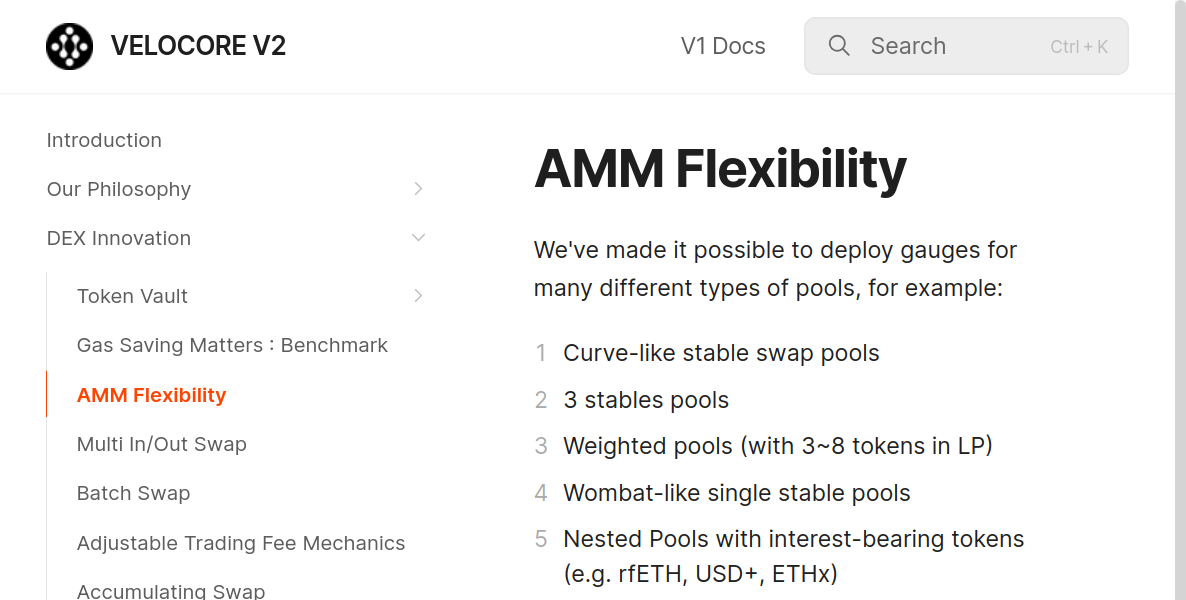 VELOCORE V2
V1 Docs
Search
Ctrl + K
Introduction
Our Philosophy
DEX Innovation
Token Vault
Gas Saving Matters : Benchmark
AMM Flexibility
Multi In/Out Swap
Batch Swap
Adjustable Trading Fee Mechanics
Accumulating Swap
AMM Flexibility
We've made it possible to deploy gauges for
many different types of pools, for example:
1 Curve-like stable swap pools
2 3 stables pools
3 Weighted pools (with 3~8 tokens in LP)
4 Wombat-like single stable pools
5 Nested Pools with interest-bearing tokens
(e.g. rfETH, USD+, ETHx)